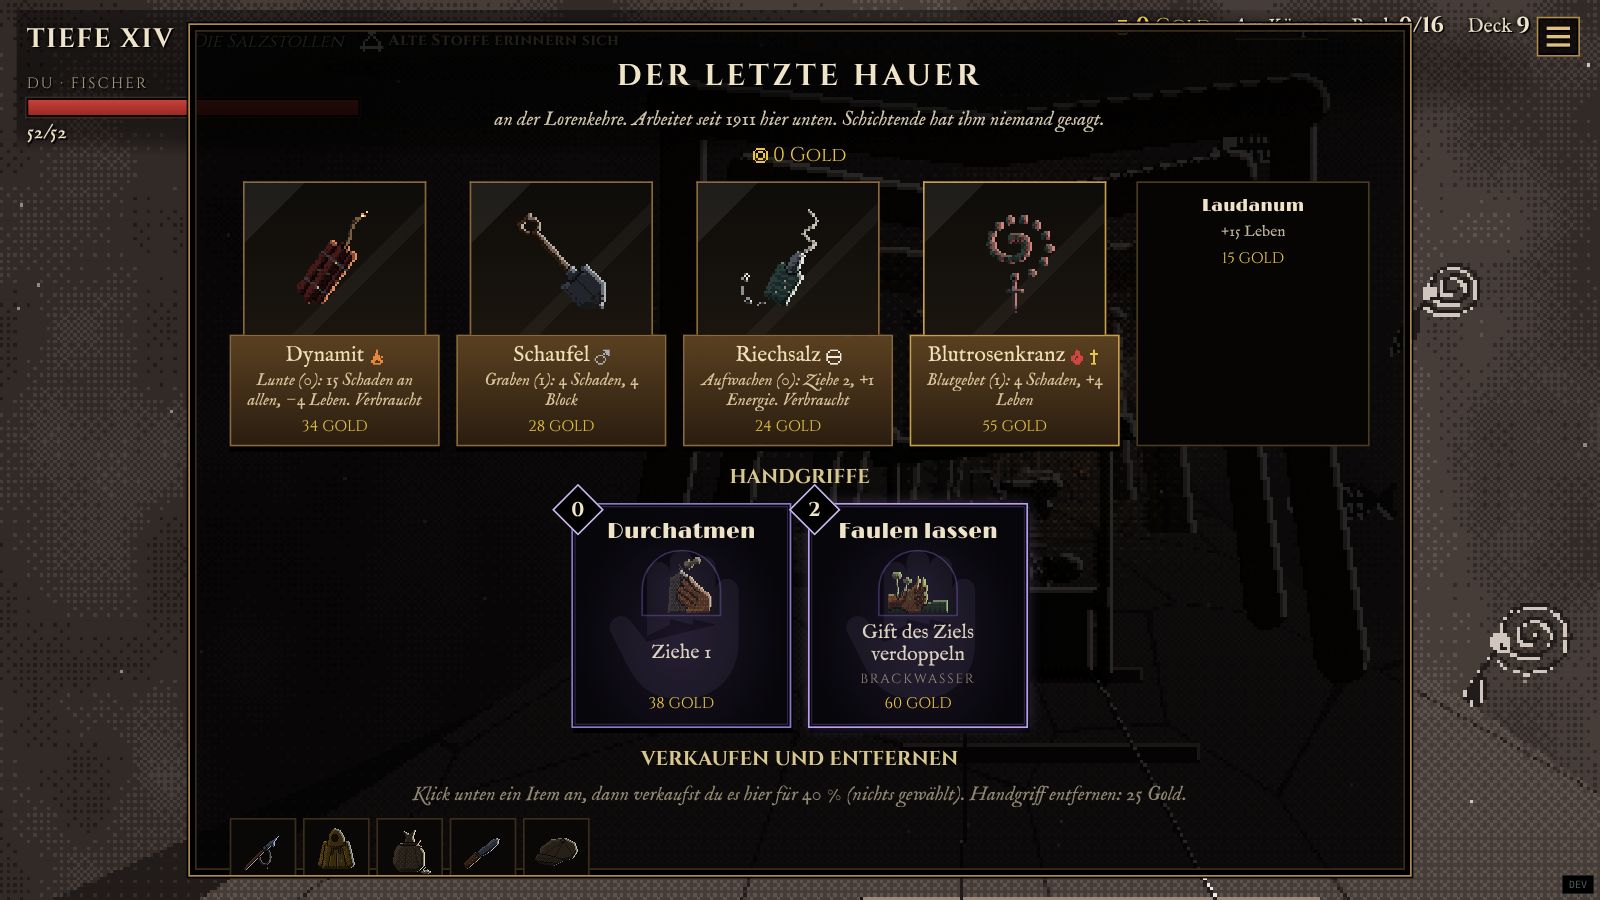 TIEFE XIV
DIE SALZSTOLLEN
ALTE STOFFE ERINNERN SICH
0/16
Deck 9
DU · FISCHER
52/52
DER LETZTE HAUER
an der Lorenkehre. Arbeitet seit 1911 hier unten. Schichtende hat ihm niemand gesagt.
0 GOLD
Dynamit
Lunte (0): 15 Schaden an
allen, −4 Leben. Verbraucht
34 GOLD
Schaufel
Graben (1): 4 Schaden, 4
Block
28 GOLD
Riechsalz
Aufwachen (0): Ziehe 2, +1
Energie. Verbraucht
24 GOLD
Blutrosenkranz
Blutgebet (1): 4 Schaden, +4
Leben
55 GOLD
Laudanum
+15 Leben
15 GOLD
HANDGRIFFE
0
Durchatmen
Ziehe 1
38 GOLD
2
Faulen lassen
Gift des Ziels
verdoppeln
BRACKWASSER
60 GOLD
VERKAUFEN UND ENTFERNEN
Klick unten ein Item an, dann verkaufst du es hier für 40 % (nichts gewählt). Handgriff entfernen: 25 Gold.
DEV